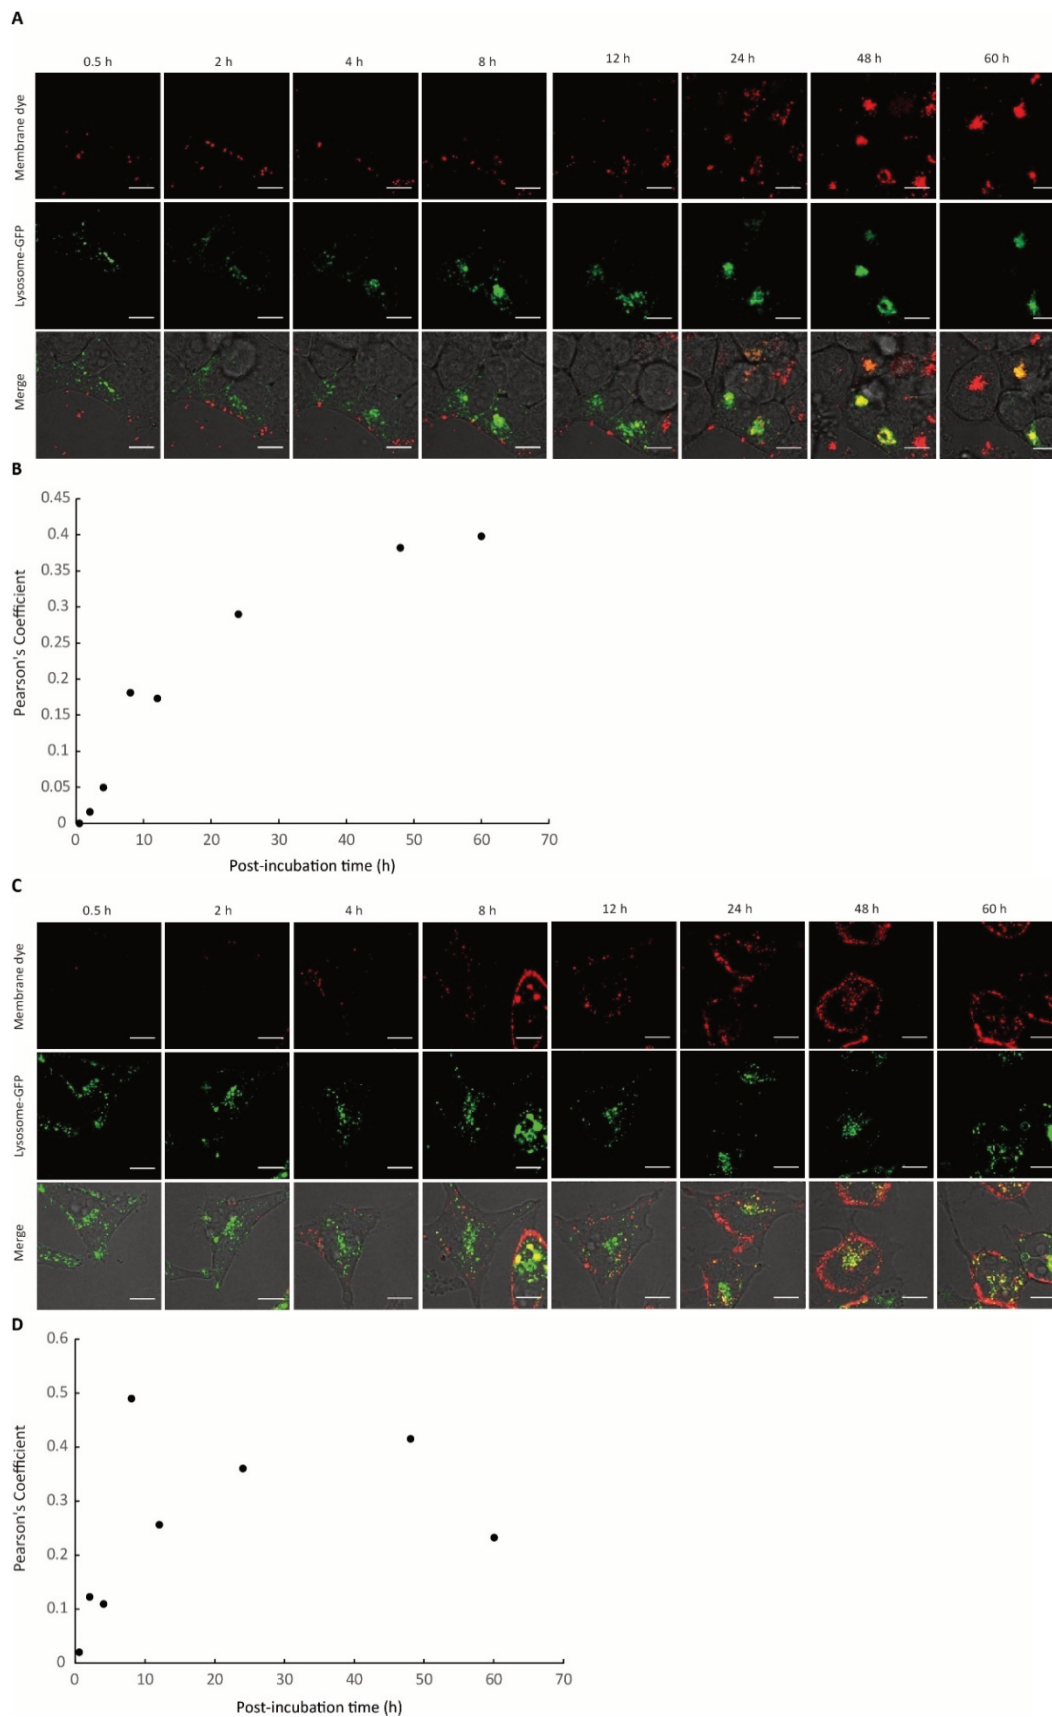 A
0.5 h 2 h 4 h 8 h 12 h 24 h 48 h 60 h
Membrane dye
Lysosome-GFP
Merge
B
0.45
0.4
0.35
0.3
0.25
0.2
0.15
0.1
0.05
0
Pearson's Coefficient
0 10 20 30 40 50 60 70
Post-incubation time (h)
C
0.5 h 2 h 4 h 8 h 12 h 24 h 48 h 60 h
Membrane dye
Lysosome-GFP
Merge
D
0.6
0.5
0.4
0.3
0.2
0.1
0
Pearson's Coefficient
0 10 20 30 40 50 60 70
Post-incubation time (h)